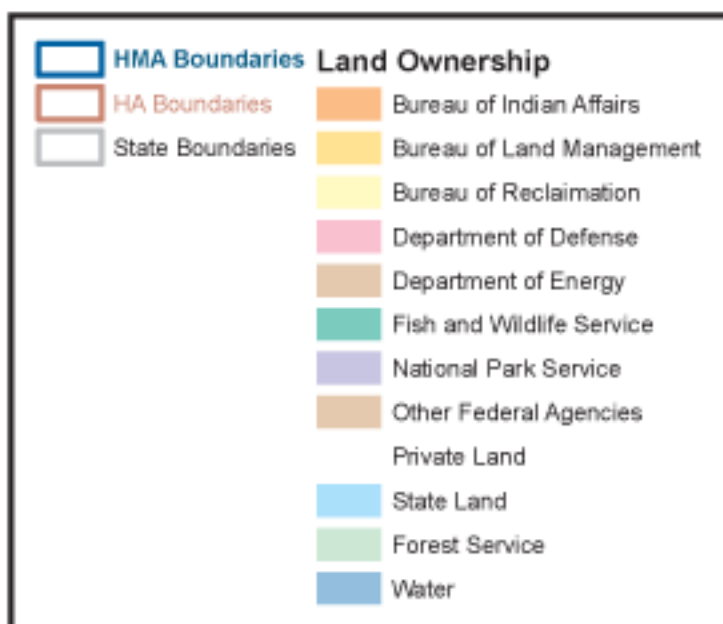 HMA Boundaries
HA Boundaries
State Boundaries
Land Ownership
Bureau of Indian Affairs
Bureau of Land Management
Bureau of Reclaimation
Department of Defense
Department of Energy
Fish and Wildlife Service
National Park Service
Other Federal Agencies
Private Land
State Land
Forest Service
Water